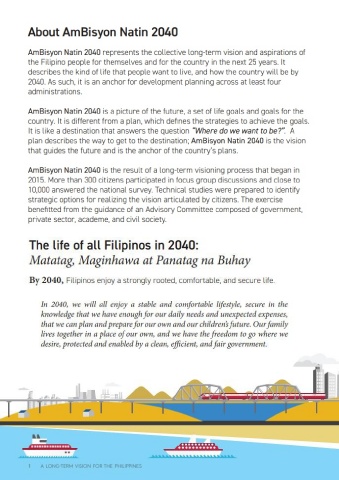 About AmBisyon Natin 2040
AmBisyon Natin 2040 represents the collective long-term vision and aspirations of
the Filipino people for themselves and for the country in the next 25 years. It
describes the kind of life that people want to live, and how the country will be by
2040. As such, it is an anchor for development planning across at least four
administrations.
AmBisyon Natin 2040 is a picture of the future, a set of life goals and goals for the
country. It is different from a plan, which defines the strategies to achieve the goals.
It is like a destination that answers the question “Where do we want to be?”. A
plan describes the way to get to the destination; AmBisyon Natin 2040 is the vision
that guides the future and is the anchor of the country's plans.
AmBisyon Natin 2040 is the result of a long-term visioning process that began in
2015. More than 300 citizens participated in focus group discussions and close to
10,000 answered the national survey. Technical studies were prepared to identify
strategic options for realizing the vision articulated by citizens. The exercise
benefitted from the guidance of an Advisory Committee composed of government,
private sector, academe, and civil society.
The life of all Filipinos in 2040:
Matatag, Maginhawa at Panatag na Buhay
By 2040, Filipinos enjoy a strongly rooted, comfortable, and secure life.
In 2040, we will all enjoy a stable and comfortable lifestyle, secure in the
knowledge that we have enough for our daily needs and unexpected expenses,
that we can plan and prepare for our own and our children's future. Our family
lives together in a place of our own, and we have the freedom to go where we
desire, protected and enabled by a clean, efficient, and fair government.
1 A LONG TERM VISION FOR THE PHILIPPINES